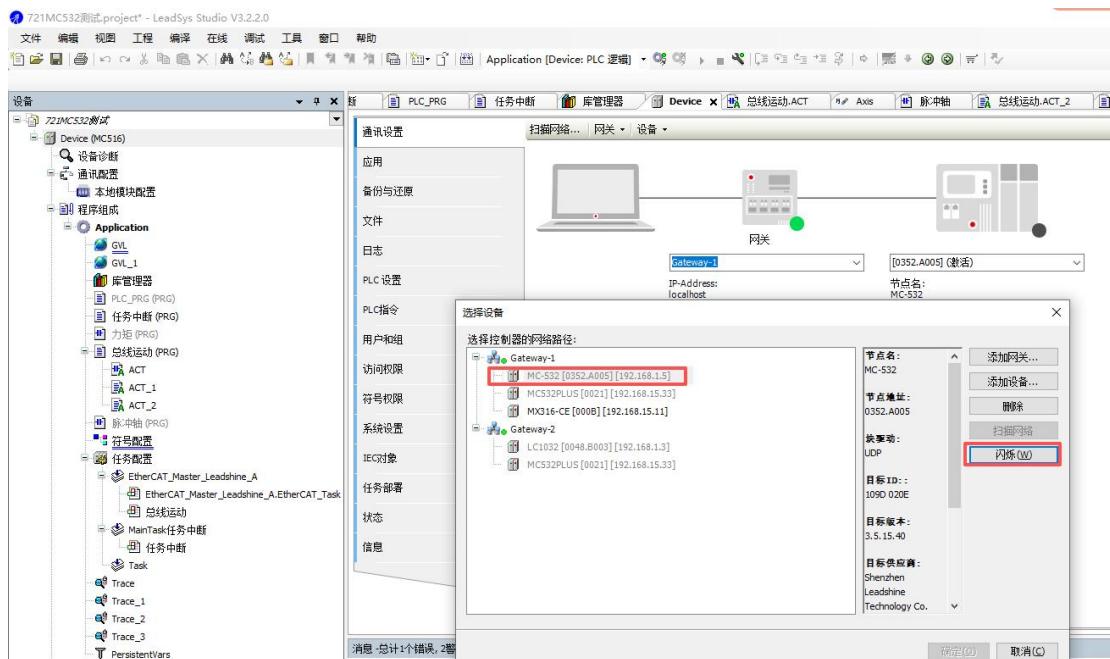 721MC532测试.project* - LeadSys Studio V3.2.2.0
文件 编辑 视图 工程 编译 在线 调试 工具 窗口 帮助
Application [Device: PLC 逻辑]
设备
PLC_PRG 任务中断 库管理器 Device 总线运动.ACT Axis 脉冲轴 总线运动.ACT_2
721MC532测试
Device (MC516)
设备诊断
通讯配置
本地模块配置
程序组成
Application
GVL
GVL_1
库管理器
PLC_PRG (PRG)
任务中断 (PRG)
力矩 (PRG)
总线运动 (PRG)
ACT
ACT_1
ACT_2
脉冲轴 (PRG)
符号配置
任务配置
EtherCAT_Master_Leadshine_A
EtherCAT_Master_Leadshine_A.EtherCAT_Task
总线运动
MainTask任务中断
任务中断
Task
Trace
Trace_1
Trace_2
Trace_3
PersistentVars
通讯设置
应用
备份与还原
文件
日志
PLC 设置
PLC指令
用户和组
访问权限
符号权限
系统设置
IEC对象
任务部署
状态
信息
扫描网络... 网关 设备
网关
Gateway-1
IP-Address:
localhost
[0352.A005] (激活)
节点名:
MC-532
选择设备
选择控制器的网络路径:
Gateway-1
MC-532 [0352.A005] [192.168.1.5]
MC532PLUS [0021] [192.168.15.33]
MX316-CE [000B] [192.168.15.11]
Gateway-2
LC1032 [0048.B003] [192.168.1.3]
MC532PLUS [0021] [192.168.15.33]
节点名:
MC-532
节点地址:
0352.A005
块驱动:
UDP
目标ID::
109D 020E
目标版本:
3.5.15.40
目标供应商:
Shenzhen
Leadshine
Technology Co.
添加网关...
添加设备...
删除
扫描网络
闪烁(W)
确定(O) 取消(C)
消息 -总计1个错误, 2警